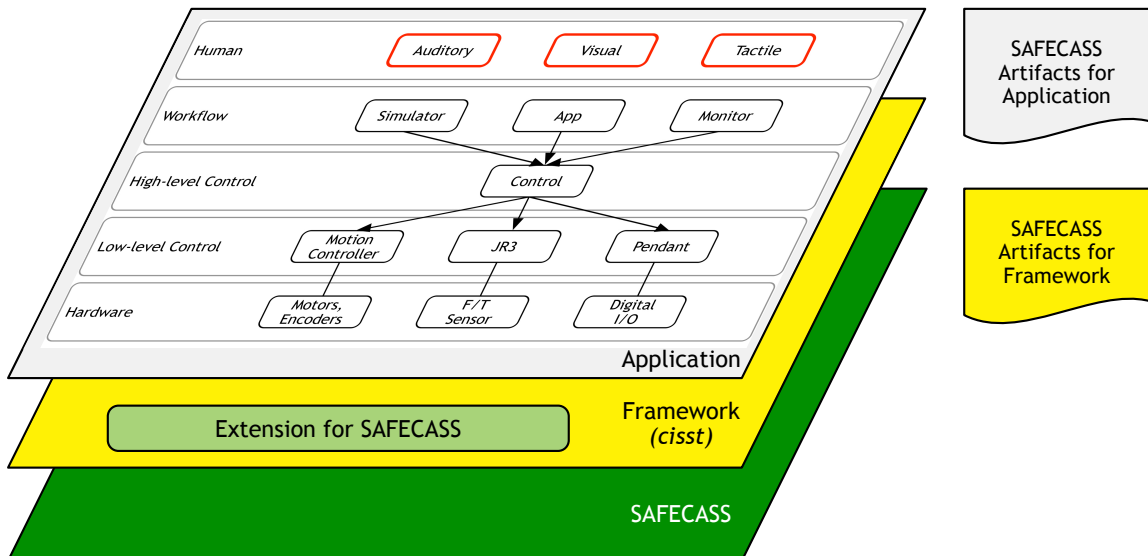 Human
Auditory
Visual
Tactile
Workflow
Simulator
App
Monitor
High-level Control
Control
Low-level Control
Motion
Controller
JR3
Pendant
Hardware
Motors,
Encoders
F/T
Sensor
Digital
I/O
Application
Extension for SAFECASS
Framework
(cisst)
SAFECASS
SAFECASS
Artifacts for
Application
SAFECASS
Artifacts for
Framework